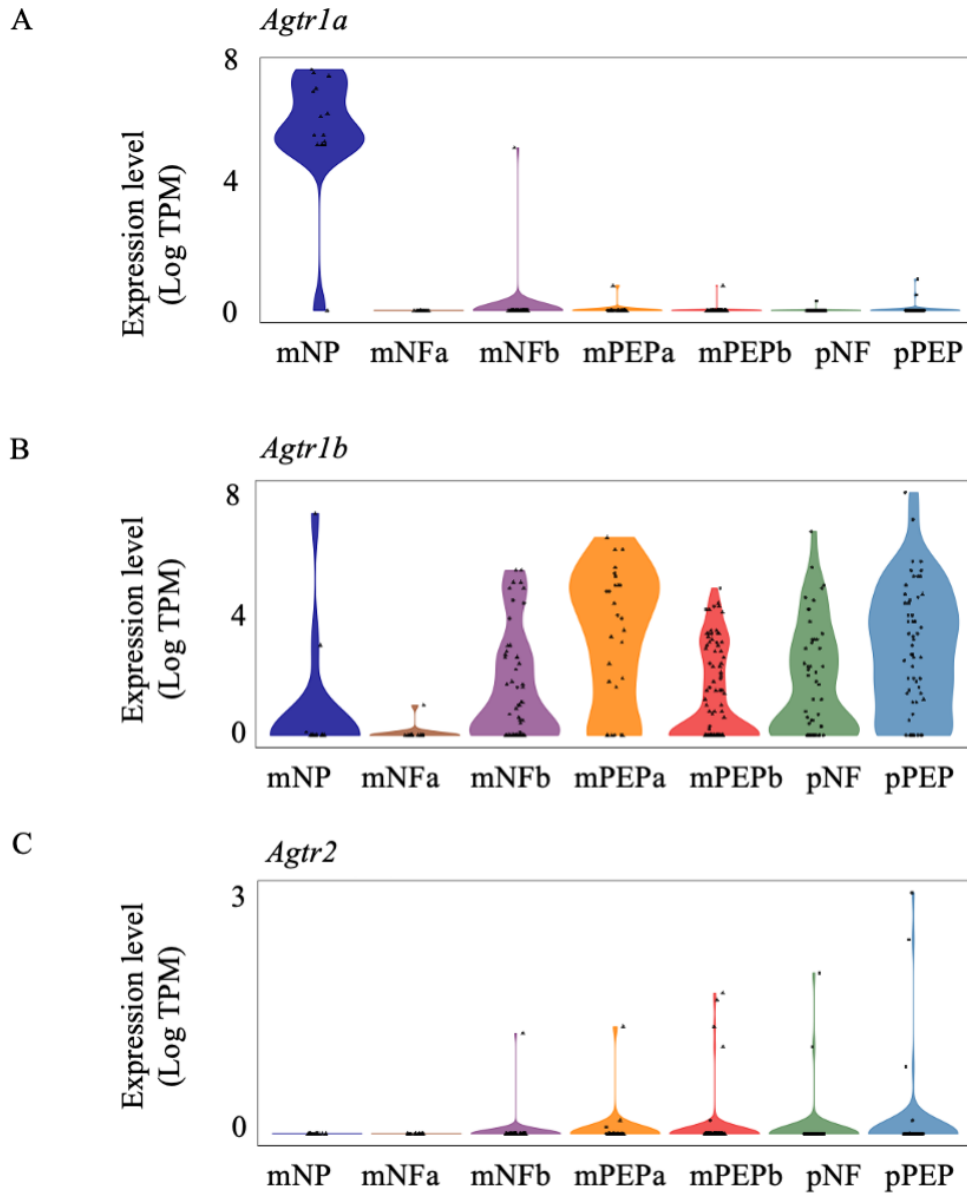 A
Agtr1a
Expression level
(Log TPM)
8
4
0
mNP mNFa mNFb mPEPa mPEPb pNF pPEP
B
Agtr1b
Expression level
(Log TPM)
8
4
0
mNP mNFa mNFb mPEPa mPEPb pNF pPEP
C
Agtr2
Expression level
(Log TPM)
3
0
mNP mNFa mNFb mPEPa mPEPb pNF pPEP